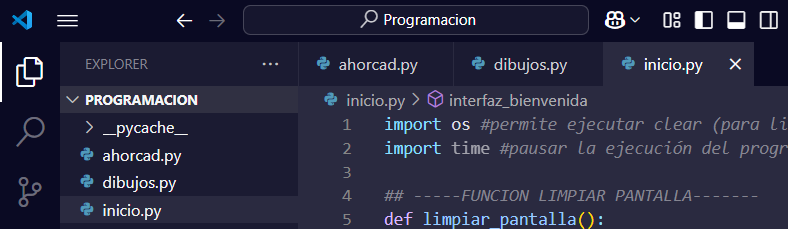 Programacion
EXPLORER ...
ahorcad.py dibujos.py inicio.py
PROGRAMACION
__pycache__
ahorcad.py
dibujos.py
inicio.py
inicio.py > interfaz_bienvenida
1 import os #permite ejecutar clear (para li
2 import time #pausar la ejecución del progr
3
4 ## -----FUNCION LIMPIAR PANTALLA-------
5 def limpiar_pantalla():